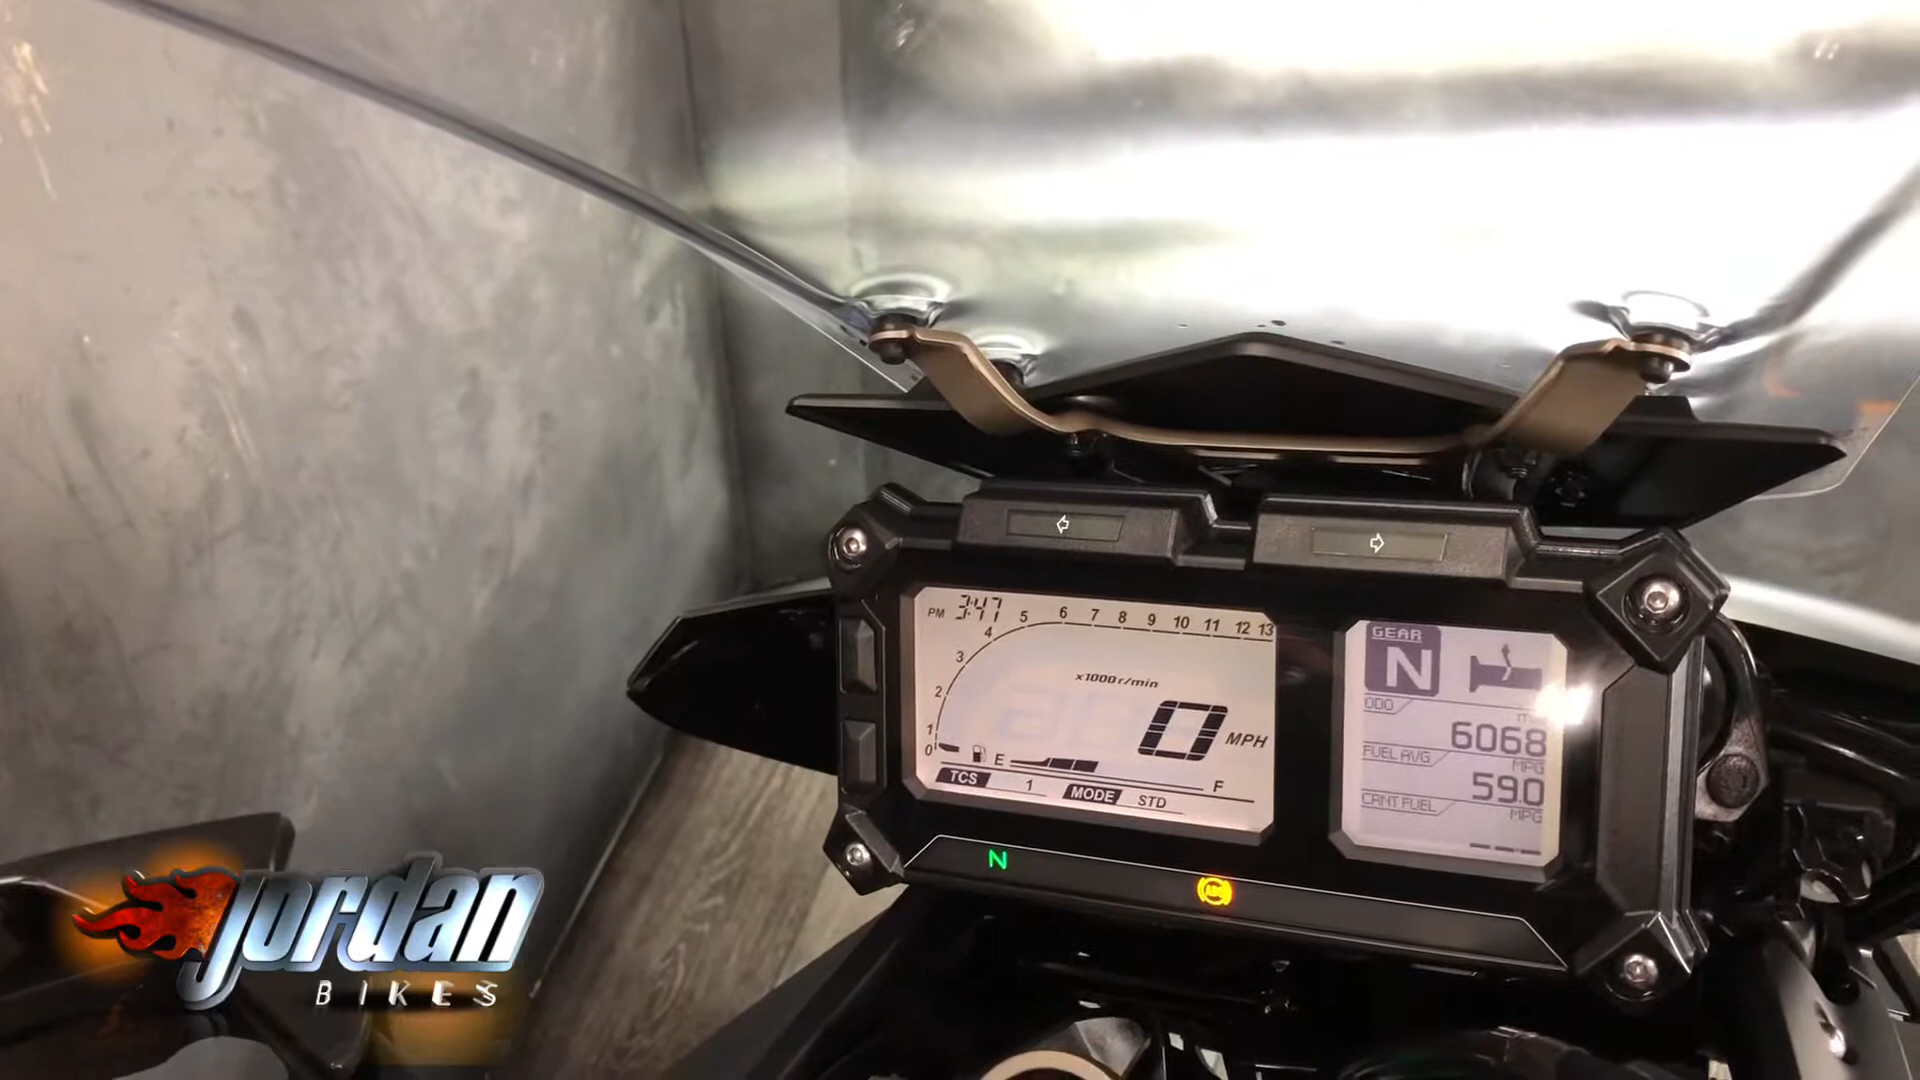 PM 3:47
0 1 2 3 4 5 6 7 8 9 10 11 12 13
x1000 r/min
0 MPH
E F
TCS 1 MODE STD
N
ABS
GEAR
N
ODO
6068
FUEL AVG MPG
59.0
CRNT FUEL MPG
_ _._
jordan
BIKES